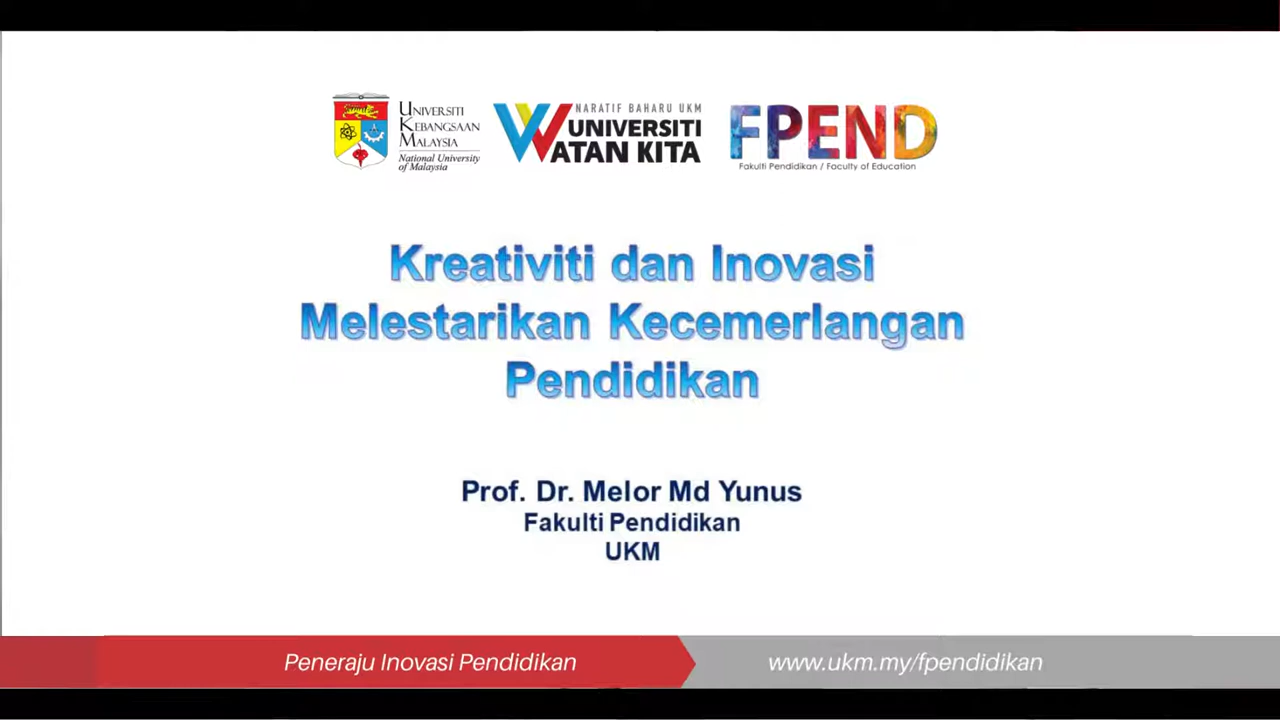 UNIVERSITI
KEBANGSAAN
MALAYSIA
National University
of Malaysia
NARATIF BAHARU UKM
UNIVERSITI
WATAN KITA
FPEND
Fakulti Pendidikan / Faculty of Education
Kreativiti dan Inovasi
Melestarikan Kecemerlangan
Pendidikan
Prof. Dr. Melor Md Yunus
Fakulti Pendidikan
UKM
Peneraju Inovasi Pendidikan
www.ukm.my/fpendidikan